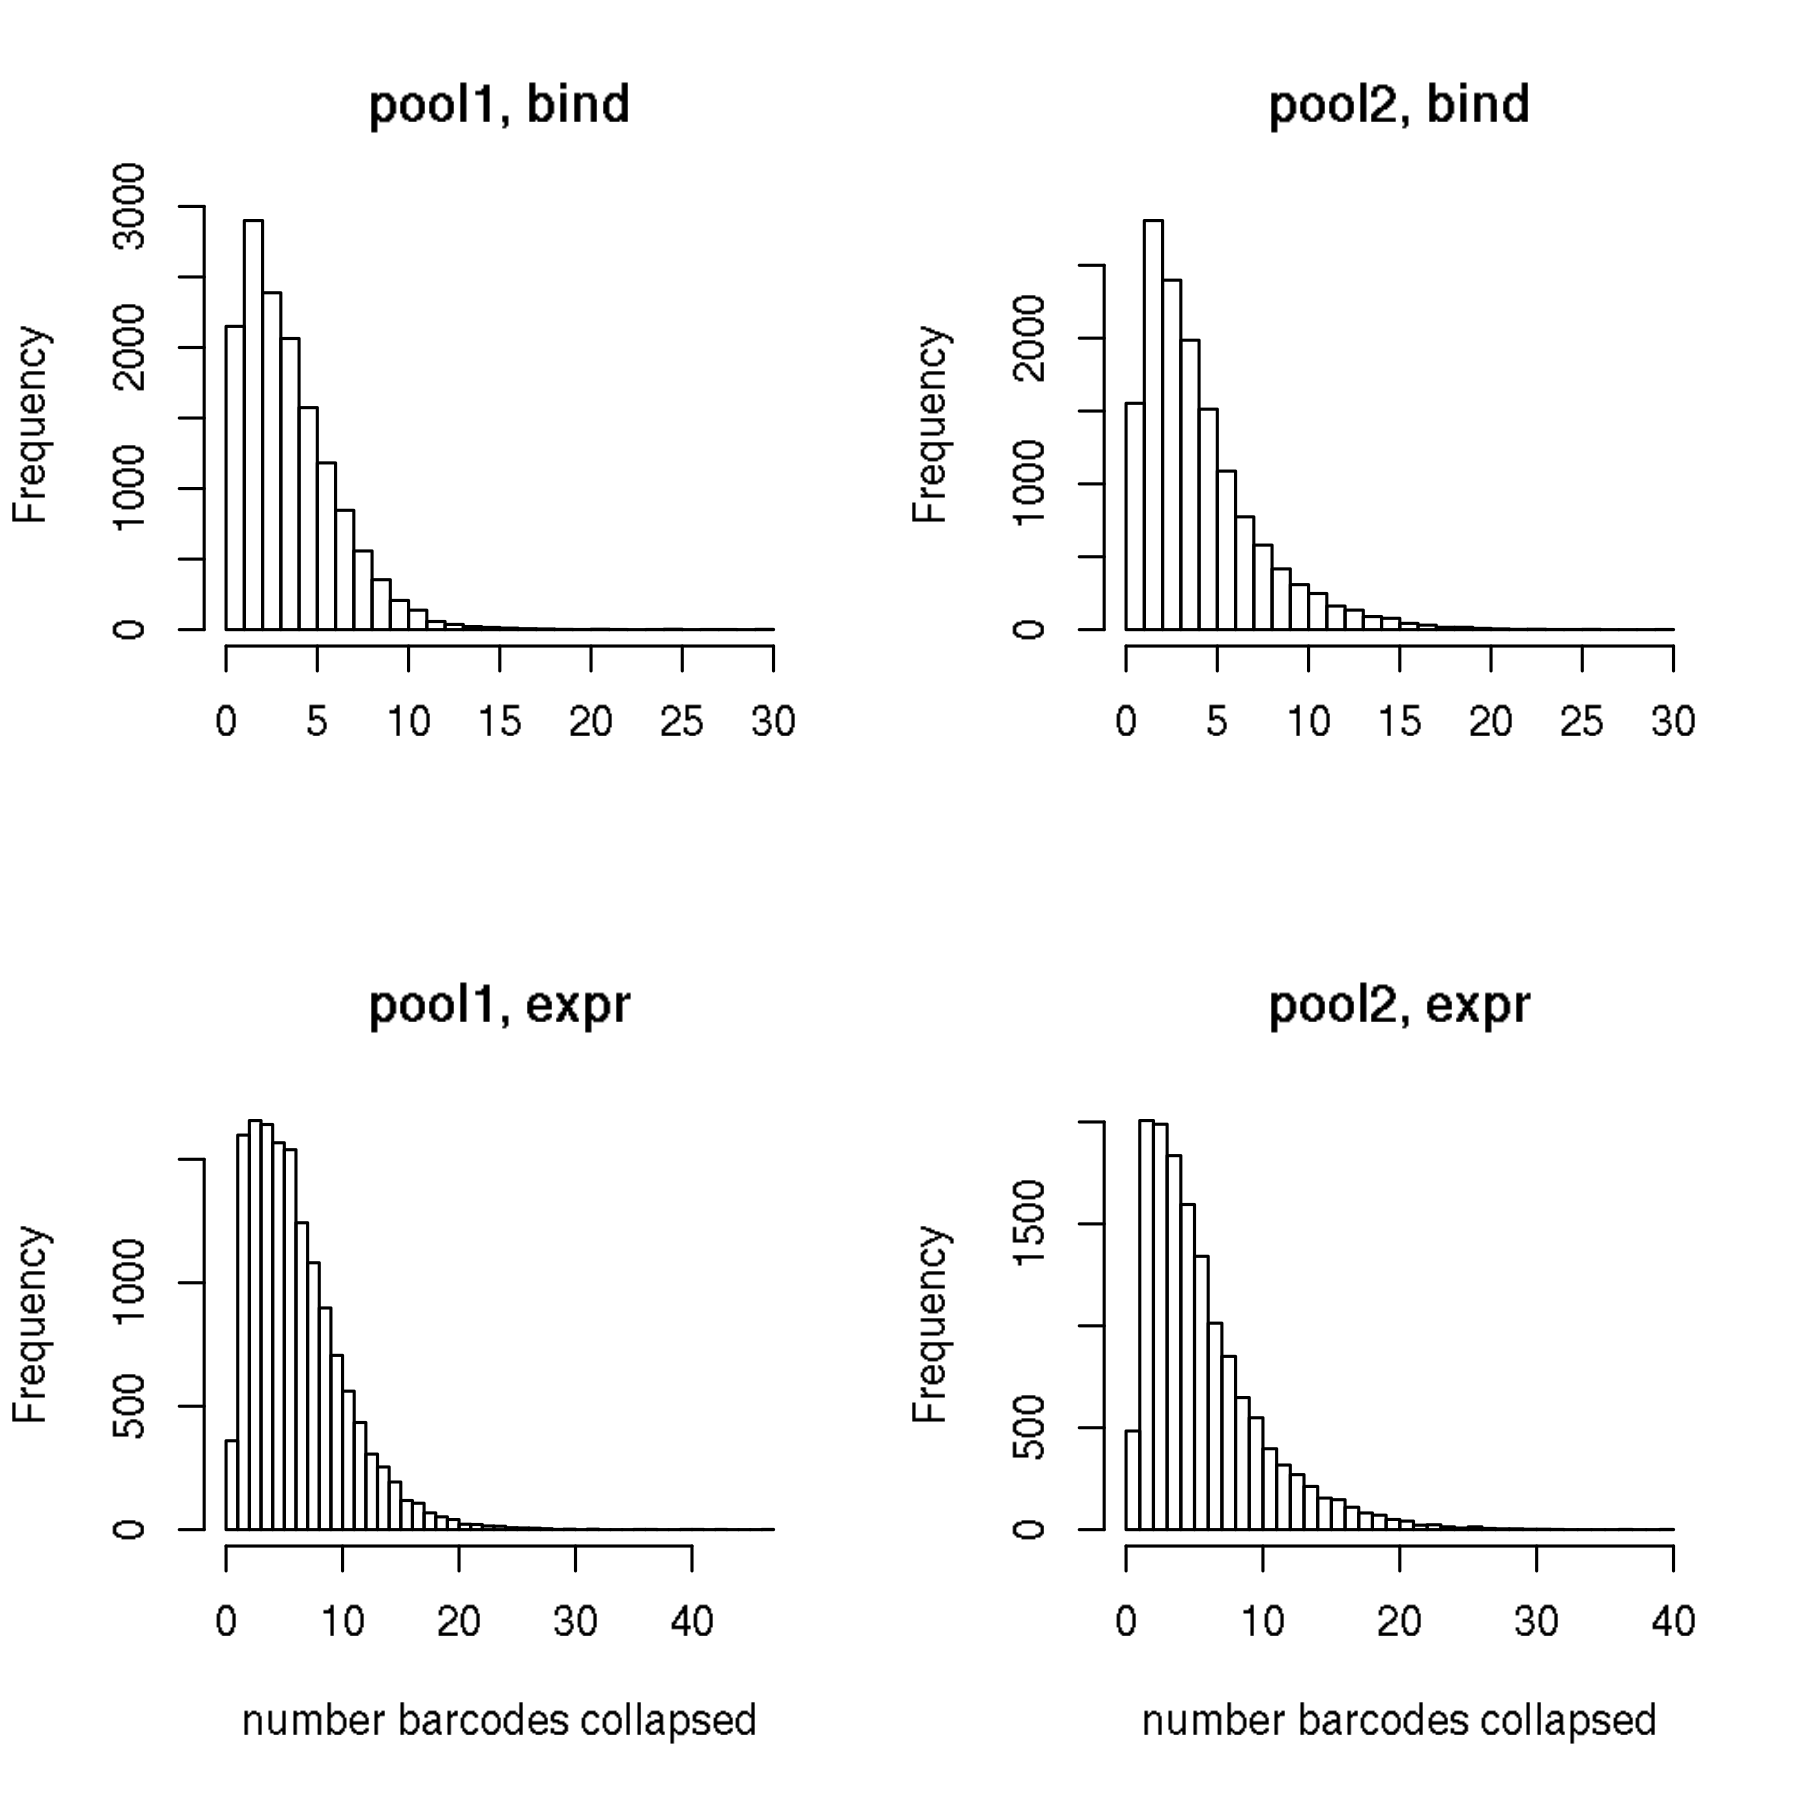 pool1, bind
Frequency
0 1000 2000 3000
0 5 10 15 20 25 30
pool2, bind
Frequency
0 1000 2000
0 5 10 15 20 25 30
pool1, expr
Frequency
0 500 1000
0 10 20 30 40
number barcodes collapsed
pool2, expr
Frequency
0 500 1500
0 10 20 30 40
number barcodes collapsed